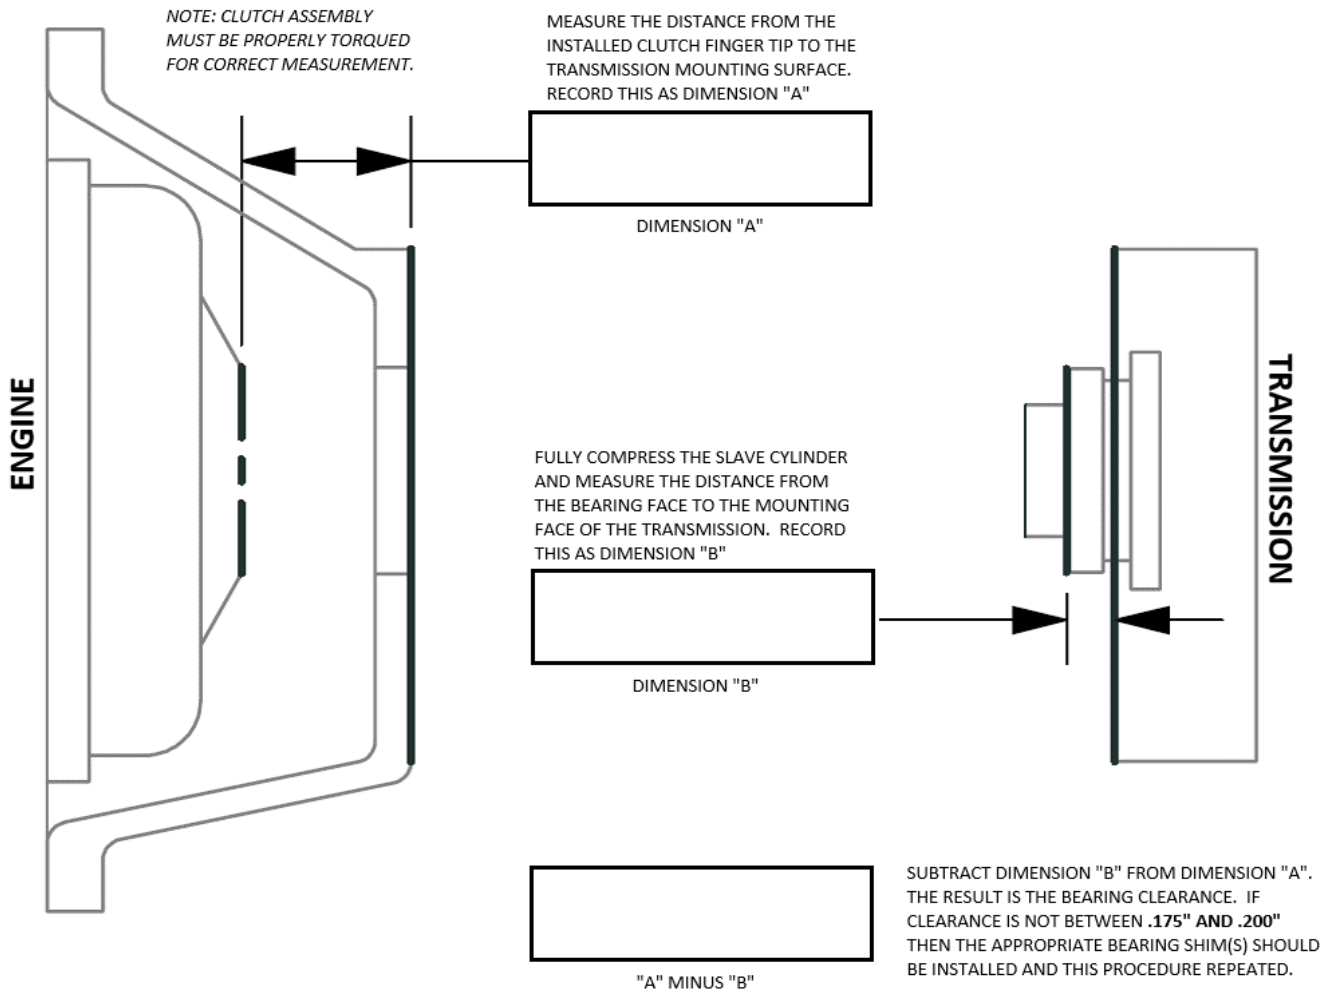 NOTE: CLUTCH ASSEMBLY
MUST BE PROPERLY TORQUED
FOR CORRECT MEASUREMENT.
MEASURE THE DISTANCE FROM THE
INSTALLED CLUTCH FINGER TIP TO THE
TRANSMISSION MOUNTING SURFACE.
RECORD THIS AS DIMENSION "A"
DIMENSION "A"
ENGINE
TRANSMISSION
FULLY COMPRESS THE SLAVE CYLINDER
AND MEASURE THE DISTANCE FROM
THE BEARING FACE TO THE MOUNTING
FACE OF THE TRANSMISSION.  RECORD
THIS AS DIMENSION "B"
DIMENSION "B"
SUBTRACT DIMENSION "B" FROM DIMENSION "A".
THE RESULT IS THE BEARING CLEARANCE.  IF
CLEARANCE IS NOT BETWEEN .175" AND .200"
THEN THE APPROPRIATE BEARING SHIM(S) SHOULD
BE INSTALLED AND THIS PROCEDURE REPEATED.
"A" MINUS "B"